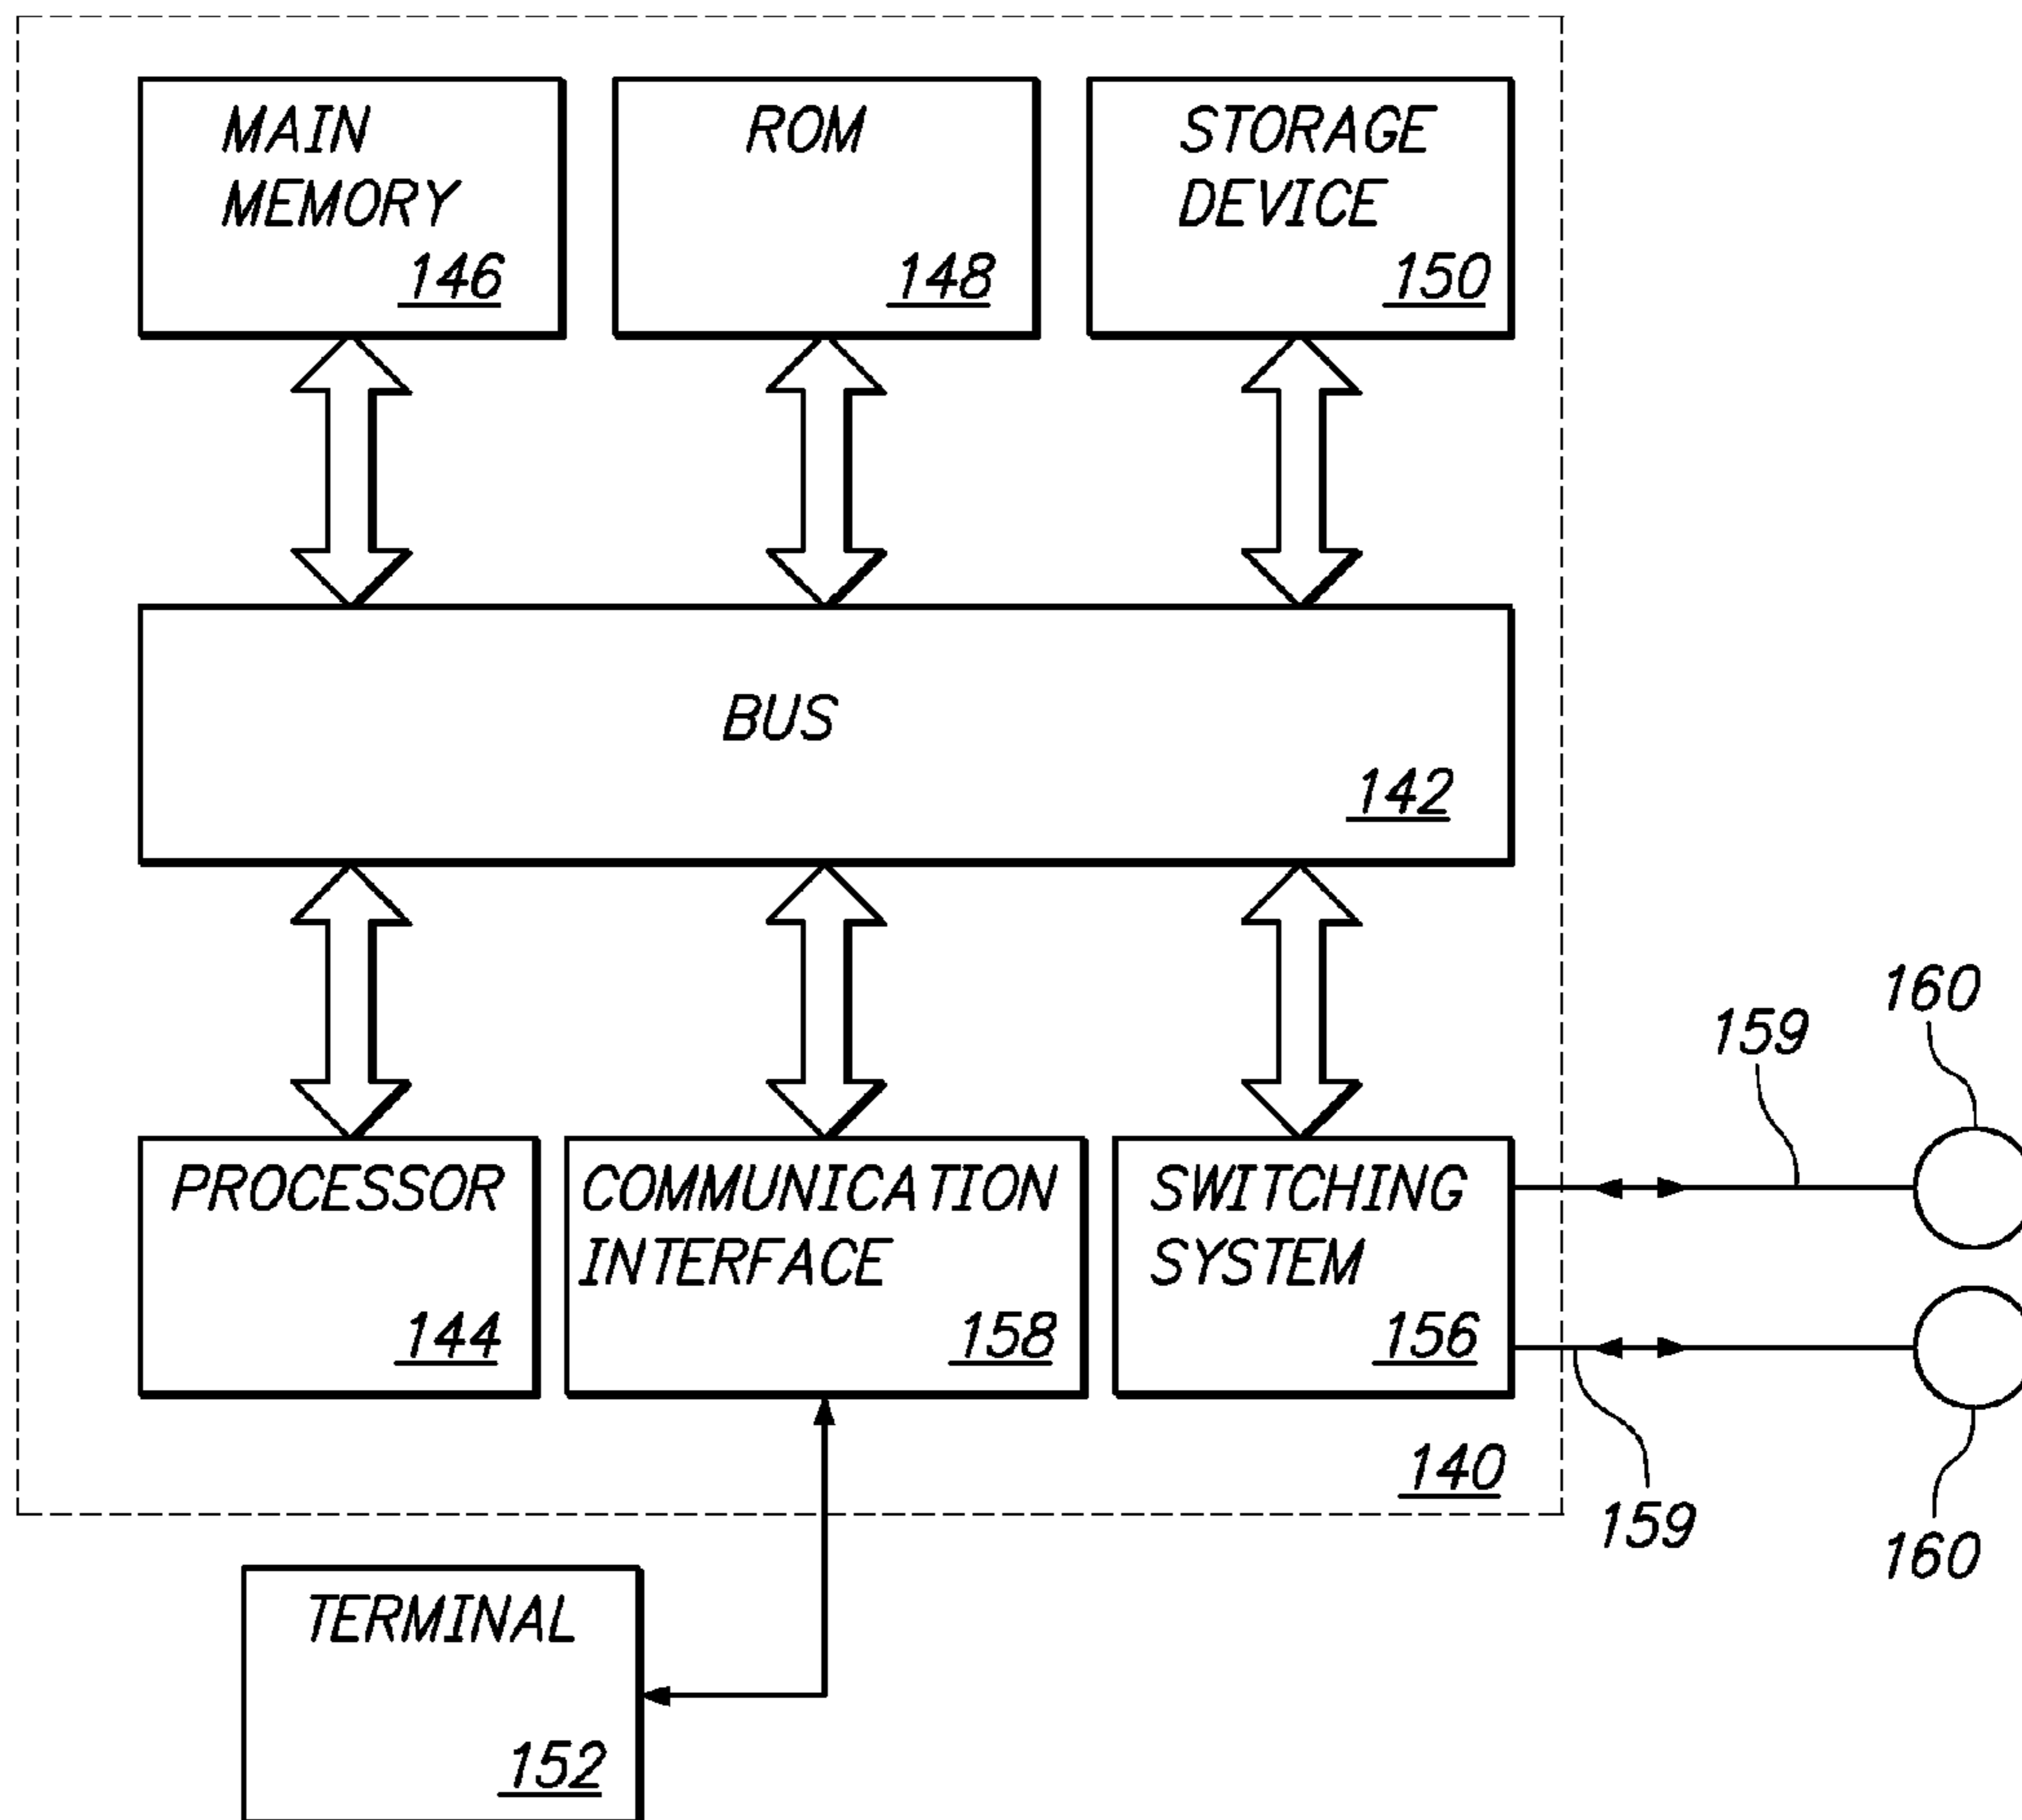 MAIN
MEMORY
146
ROM
148
STORAGE
DEVICE
150
BUS
142
PROCESSOR
144
COMMUNICATION
INTERFACE
158
SWITCHING
SYSTEM
156
159
160
140
159
160
TERMINAL
152